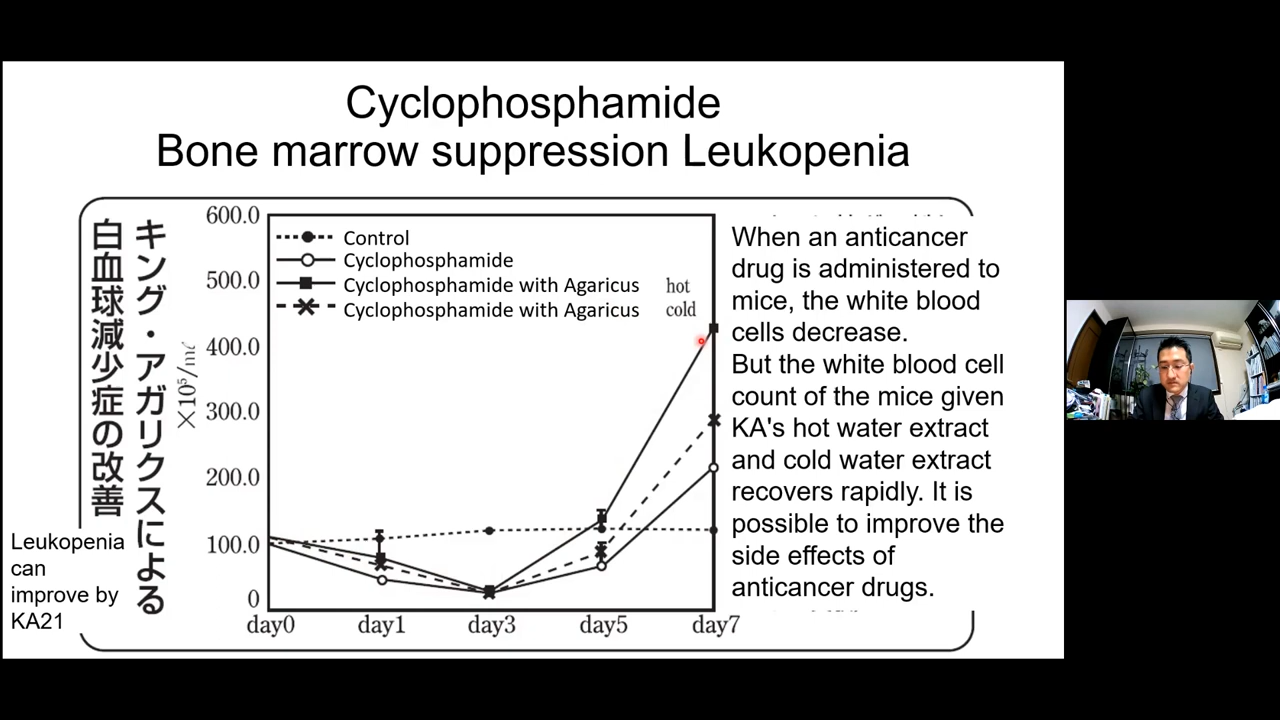 Cyclophosphamide
Bone marrow suppression Leukopenia
キング・アガリクスによる
白血球減少症の改善
Leukopenia
can
improve by
KA21
×10⁵/mℓ
600.0
500.0
400.0
300.0
200.0
100.0
0
Control
Cyclophosphamide
Cyclophosphamide with Agaricus hot
Cyclophosphamide with Agaricus cold
day0 day1 day3 day5 day7
When an anticancer
drug is administered to
mice, the white blood
cells decrease.
But the white blood cell
count of the mice given
KA's hot water extract
and cold water extract
recovers rapidly. It is
possible to improve the
side effects of
anticancer drugs.